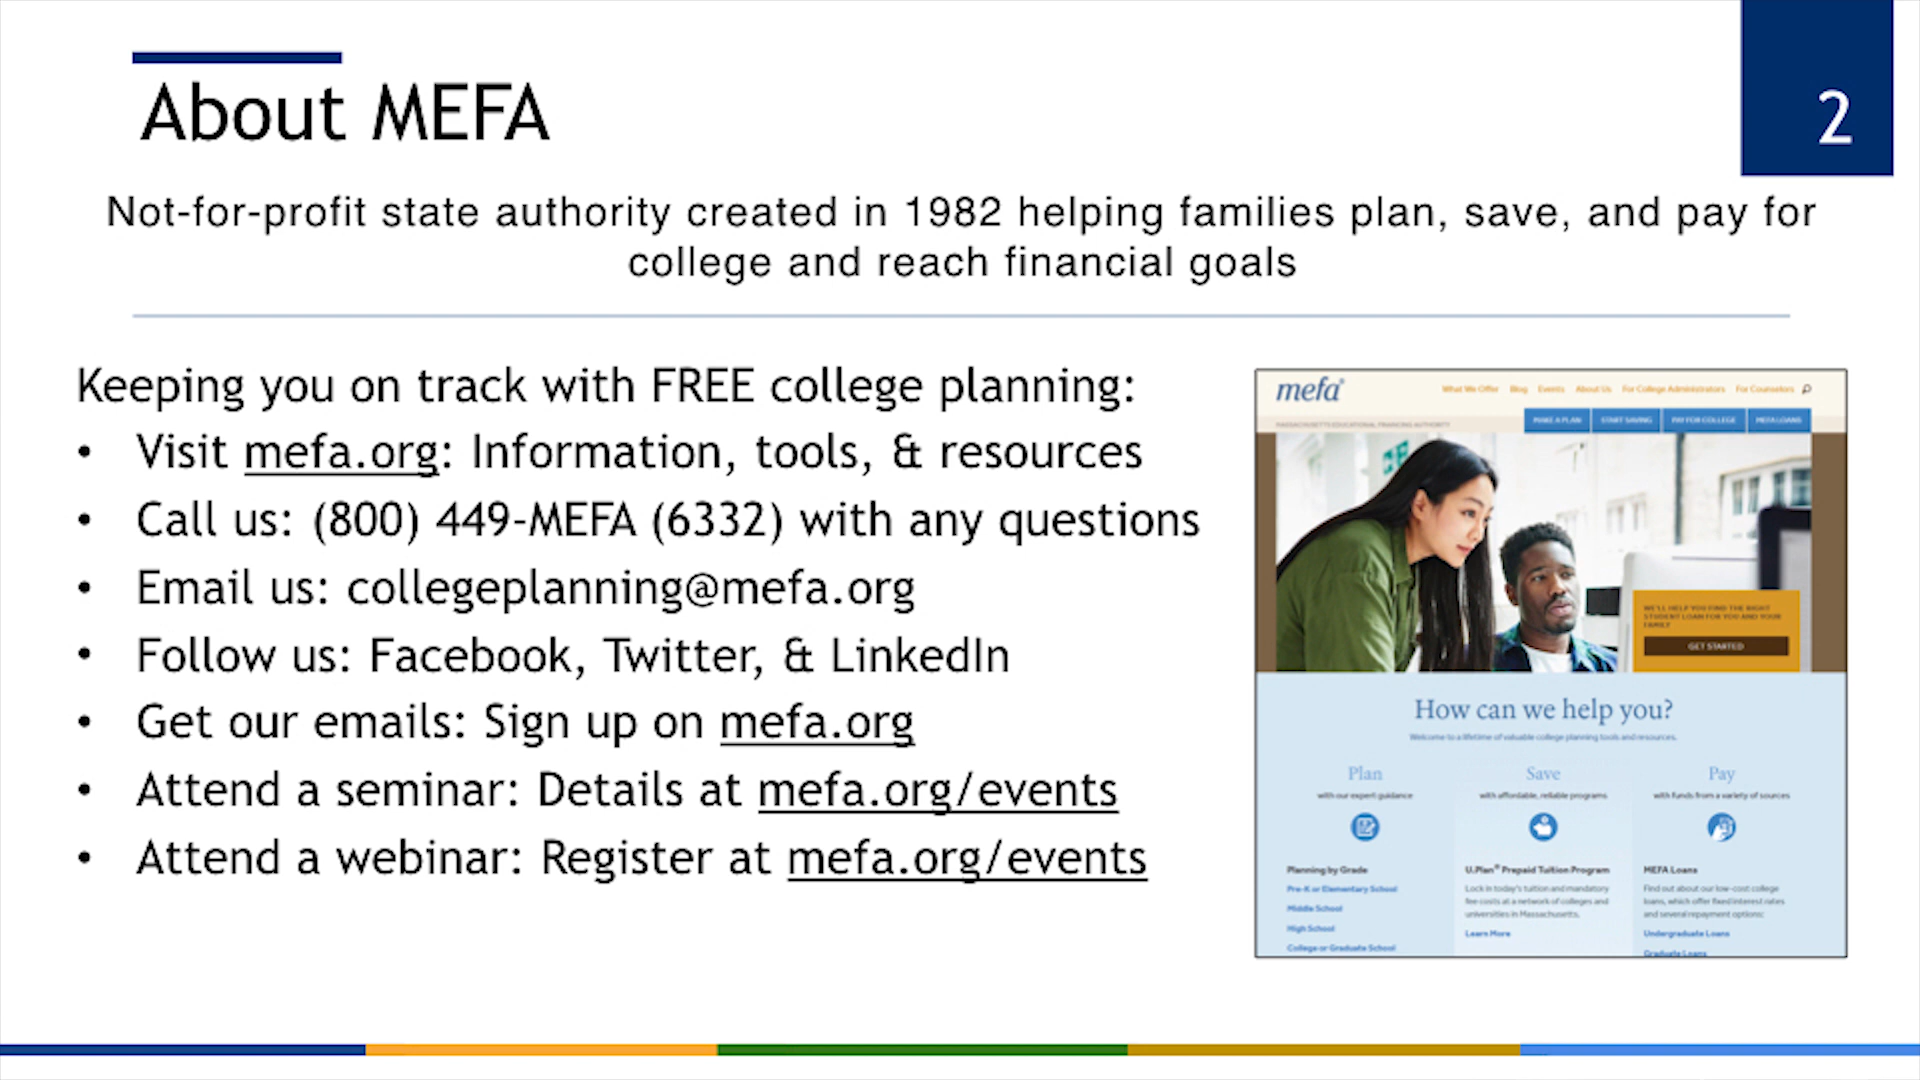 About MEFA
2
Not-for-profit state authority created in 1982 helping families plan, save, and pay for
college and reach financial goals
Keeping you on track with FREE college planning:
• Visit mefa.org: Information, tools, & resources
• Call us: (800) 449-MEFA (6332) with any questions
• Email us: collegeplanning@mefa.org
• Follow us: Facebook, Twitter, & LinkedIn
• Get our emails: Sign up on mefa.org
• Attend a seminar: Details at mefa.org/events
• Attend a webinar: Register at mefa.org/events
mefa®
What We Offer Blog Events About Us For College Administrators For Counselors
MAKE A PLAN START SAVING PAY FOR COLLEGE MEFA LOANS
MASSACHUSETTS EDUCATIONAL FINANCING AUTHORITY
WE'LL HELP YOU FIND THE RIGHT
STUDENT LOAN FOR YOU AND YOUR
FAMILY
GET STARTED
How can we help you?
Welcome to a lifetime of valuable college planning tools and resources.
Plan
with our expert guidance
Planning by Grade
Pre-K or Elementary School
Middle School
High School
College or Graduate School
Save
with affordable, reliable programs
U.Plan® Prepaid Tuition Program
Lock in today's tuition and mandatory
fee costs at a network of colleges and
universities in Massachusetts.
Learn More
Pay
with funds from a variety of sources
MEFA Loans
Find out about our low-cost college
loans, which offer fixed interest rates
and several repayment options:
Undergraduate Loans
Graduate Loans